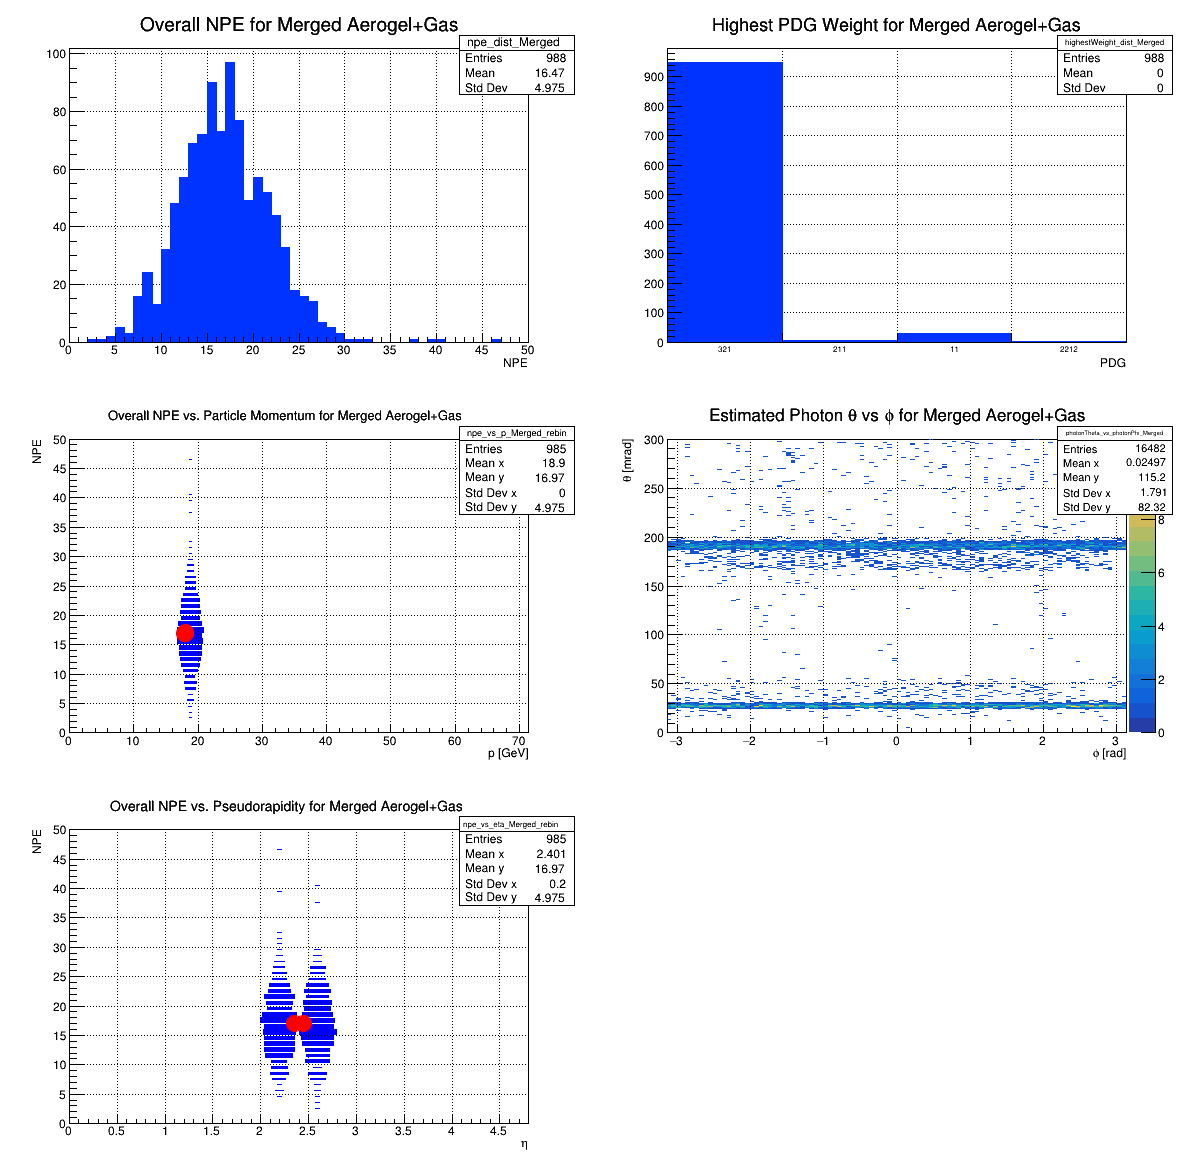 Overall NPE for Merged Aerogel+Gas
npe_dist_Merged
Entries 988
Mean 16.47
Std Dev 4.975
100
80
60
40
20
0
0 5 10 15 20 25 30 35 40 45 50
NPE
Highest PDG Weight for Merged Aerogel+Gas
highestWeight_dist_Merged
Entries 988
Mean 0
Std Dev 0
900
800
700
600
500
400
300
200
100
0
321 211 11 2212
PDG
Overall NPE vs. Particle Momentum for Merged Aerogel+Gas
npe_vs_p_Merged_rebin
Entries 985
Mean x 18.9
Mean y 16.97
Std Dev x 0
Std Dev y 4.975
NPE
50
45
40
35
30
25
20
15
10
5
0
0 10 20 30 40 50 60 70
p [GeV]
Estimated Photon θ vs ϕ for Merged Aerogel+Gas
photonTheta_vs_photonPhi_Merged
Entries 16482
Mean x 0.02497
Mean y 115.2
Std Dev x 1.791
Std Dev y 82.32
θ [mrad]
300
250
200
150
100
50
0
−3 −2 −1 0 1 2 3
ϕ [rad]
8
6
4
2
0
Overall NPE vs. Pseudorapidity for Merged Aerogel+Gas
npe_vs_eta_Merged_rebin
Entries 985
Mean x 2.401
Mean y 16.97
Std Dev x 0.2
Std Dev y 4.975
NPE
50
45
40
35
30
25
20
15
10
5
0
0 0.5 1 1.5 2 2.5 3 3.5 4 4.5
η